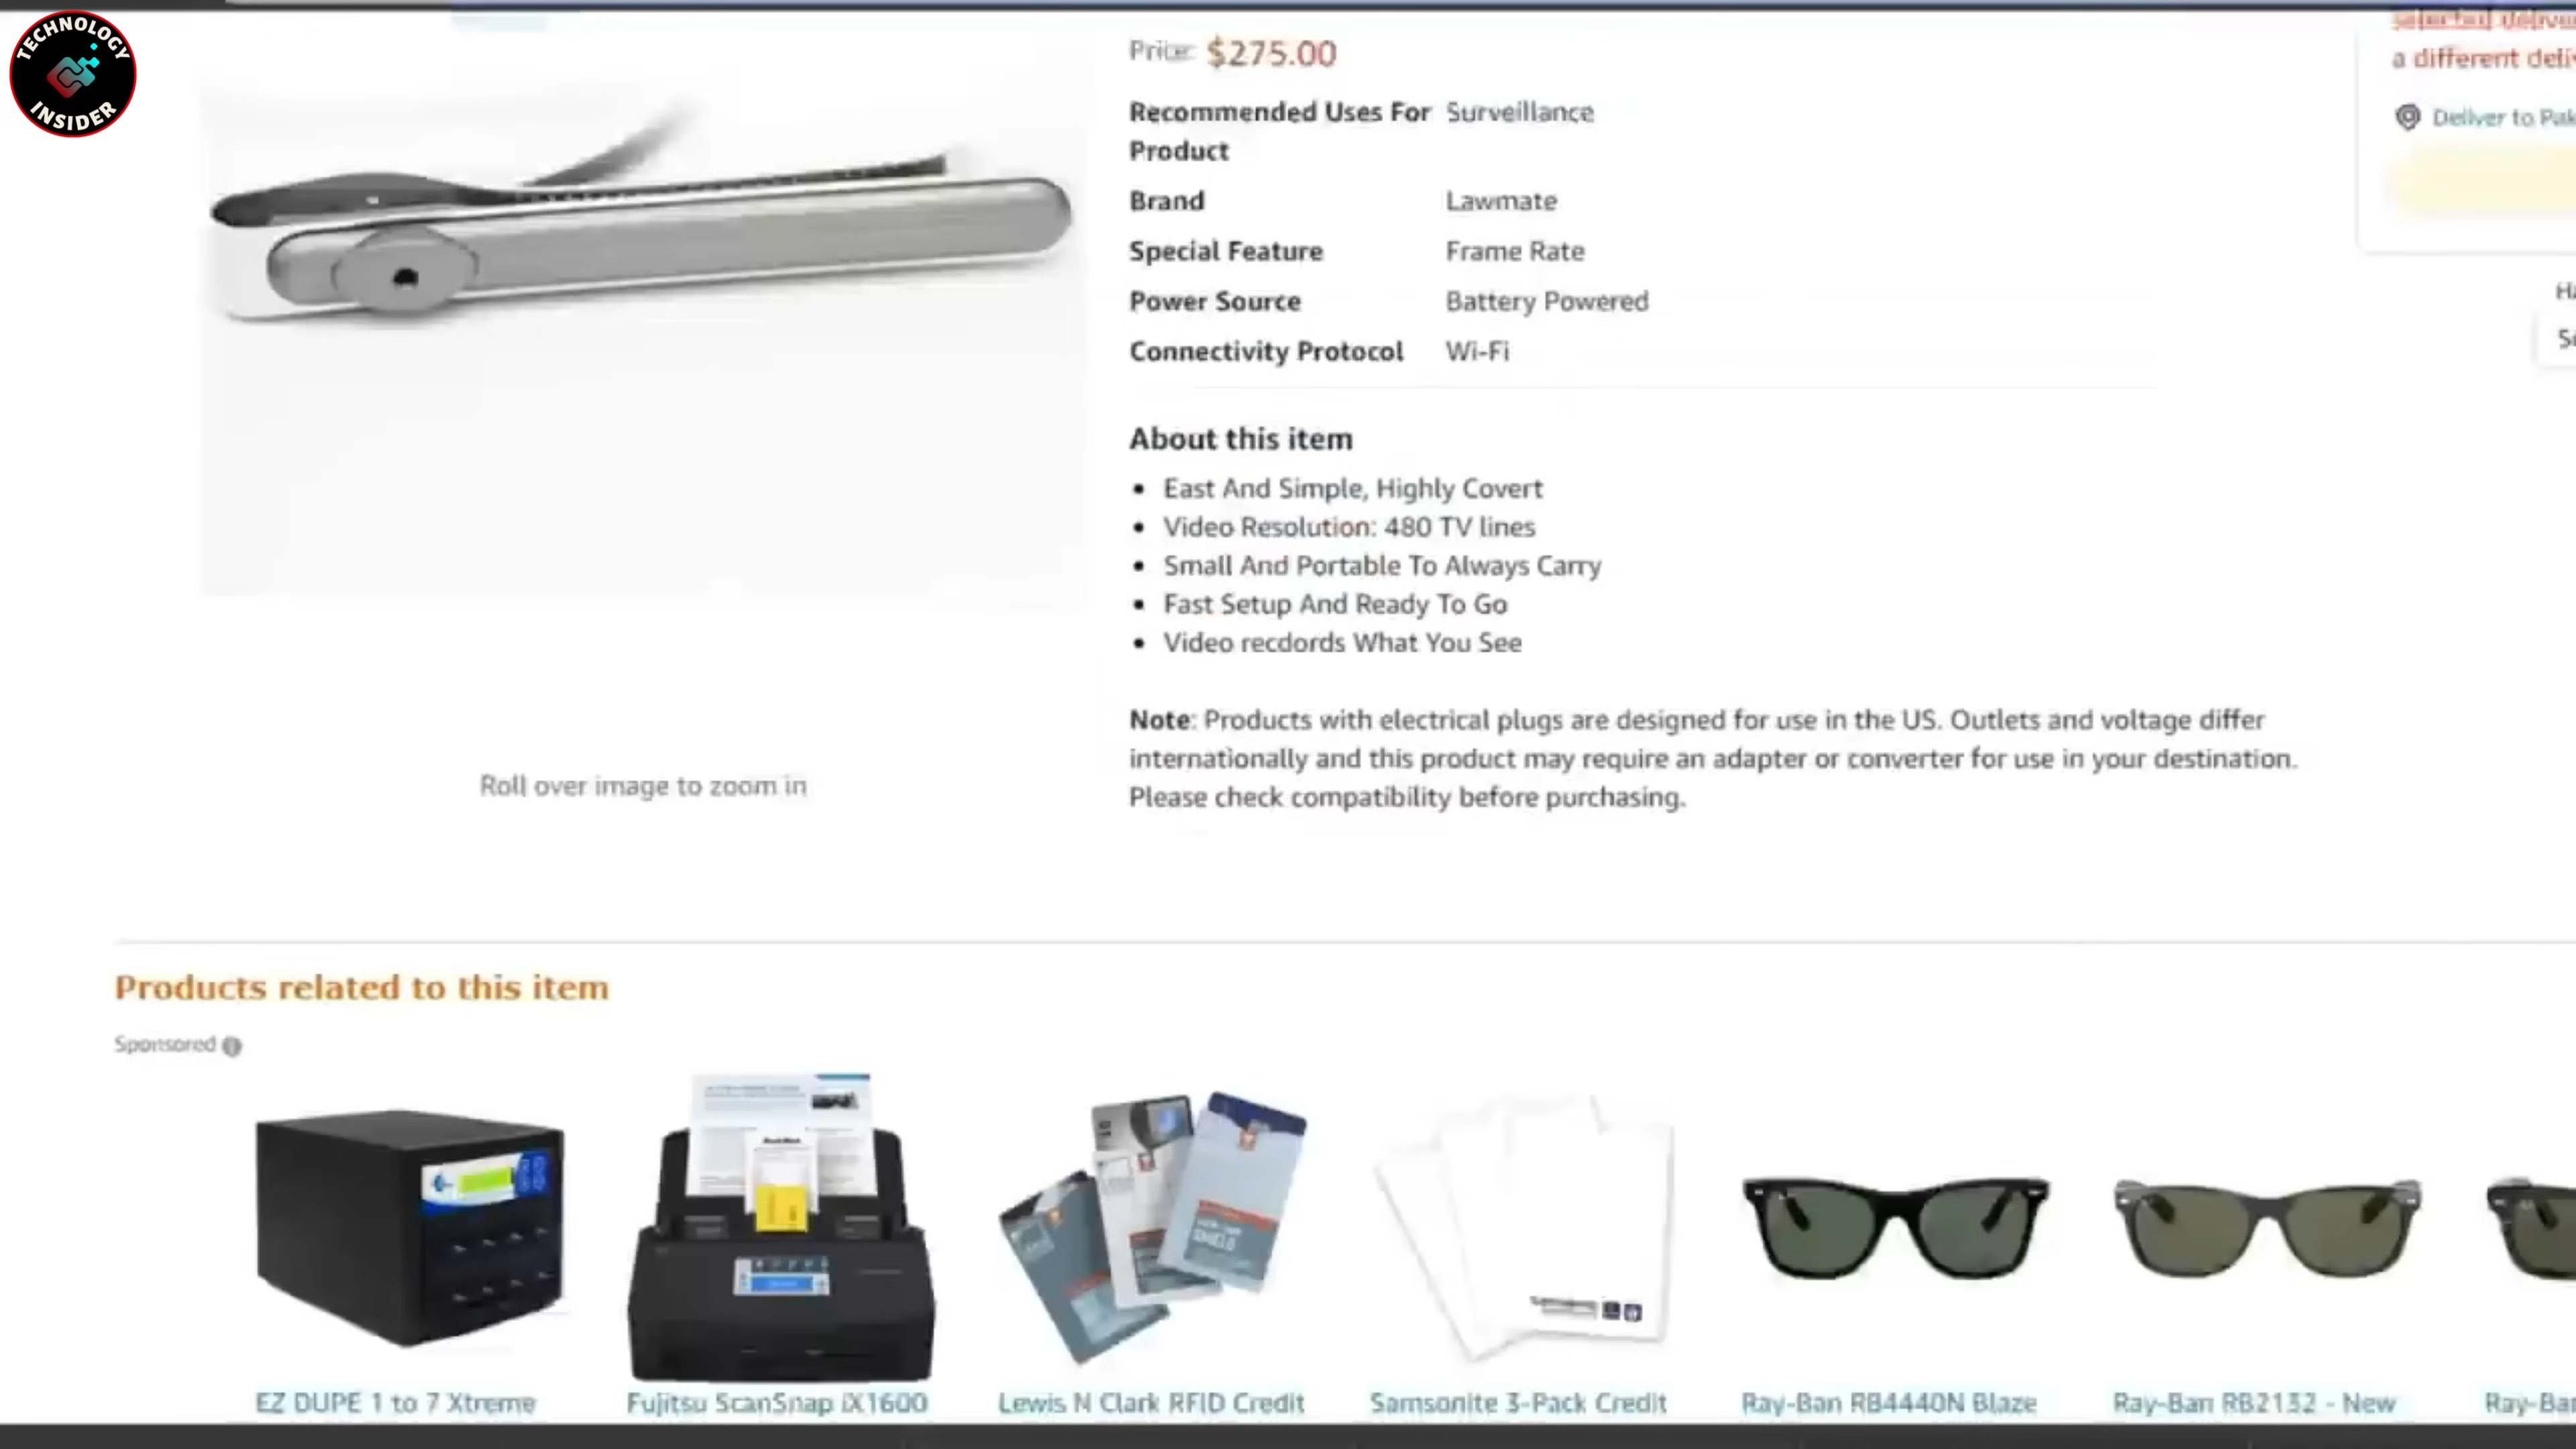 TECHNOLOGY
INSIDER
Price: $275.00
Recommended Uses For Surveillance
Product
Brand Lawmate
Special Feature Frame Rate
Power Source Battery Powered
Connectivity Protocol Wi-Fi
About this item
• East And Simple, Highly Covert
• Video Resolution: 480 TV lines
• Small And Portable To Always Carry
• Fast Setup And Ready To Go
• Video recdords What You See
Note: Products with electrical plugs are designed for use in the US. Outlets and voltage differ
internationally and this product may require an adapter or converter for use in your destination.
Please check compatibility before purchasing.
Roll over image to zoom in
a different deliv
Deliver to Pak
Products related to this item
Sponsored
SHIELD
EZ DUPE 1 to 7 Xtreme
Fujitsu ScanSnap iX1600
Lewis N Clark RFID Credit
Samsonite 3-Pack Credit
Ray-Ban RB4440N Blaze
Ray-Ban RB2132 - New
Ray-Ban